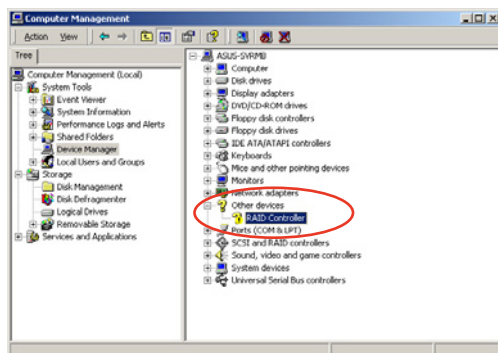 Computer Management
Action View
Tree
Computer Management (Local)
System Tools
Event Viewer
System Information
Performance Logs and Alerts
Shared Folders
Device Manager
Local Users and Groups
Storage
Disk Management
Disk Defragmenter
Logical Drives
Removable Storage
Services and Applications
ASUS-SVRMB
Computer
Disk drives
Display adapters
DVD/CD-ROM drives
Floppy disk controllers
Floppy disk drives
IDE ATA/ATAPI controllers
Keyboards
Mice and other pointing devices
Monitors
Network adapters
Other devices
RAID Controller
Ports (COM & LPT)
SCSI and RAID controllers
Sound, video and game controllers
System devices
Universal Serial Bus controllers